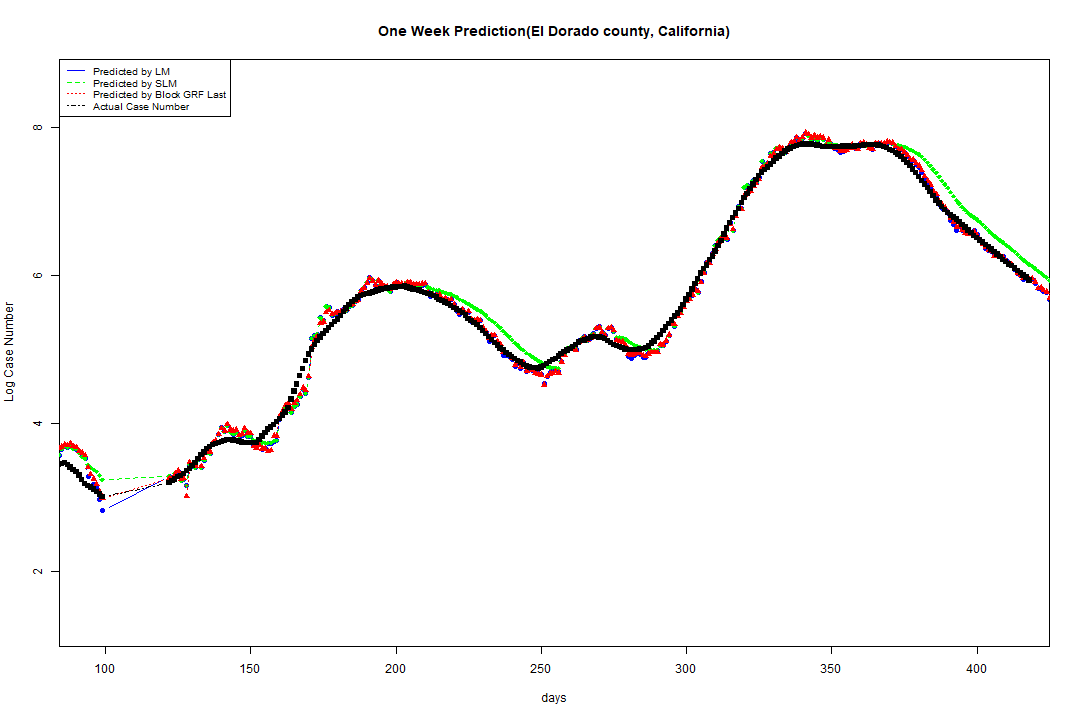 One Week Prediction(El Dorado county, California)
Predicted by LM
Predicted by SLM
Predicted by Block GRF Last
Actual Case Number
8
6
4
2
Log Case Number
100 150 200 250 300 350 400
days